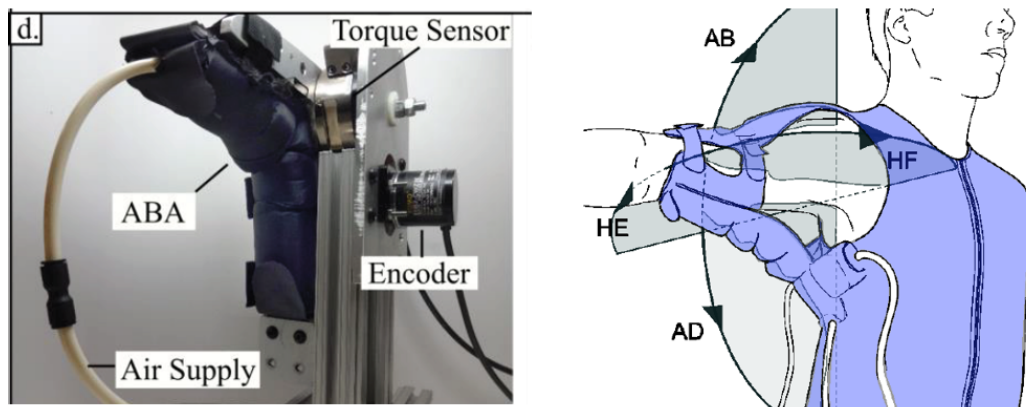 d.
Torque Sensor
ABA
Encoder
Air Supply
AB
HF
HE
AD